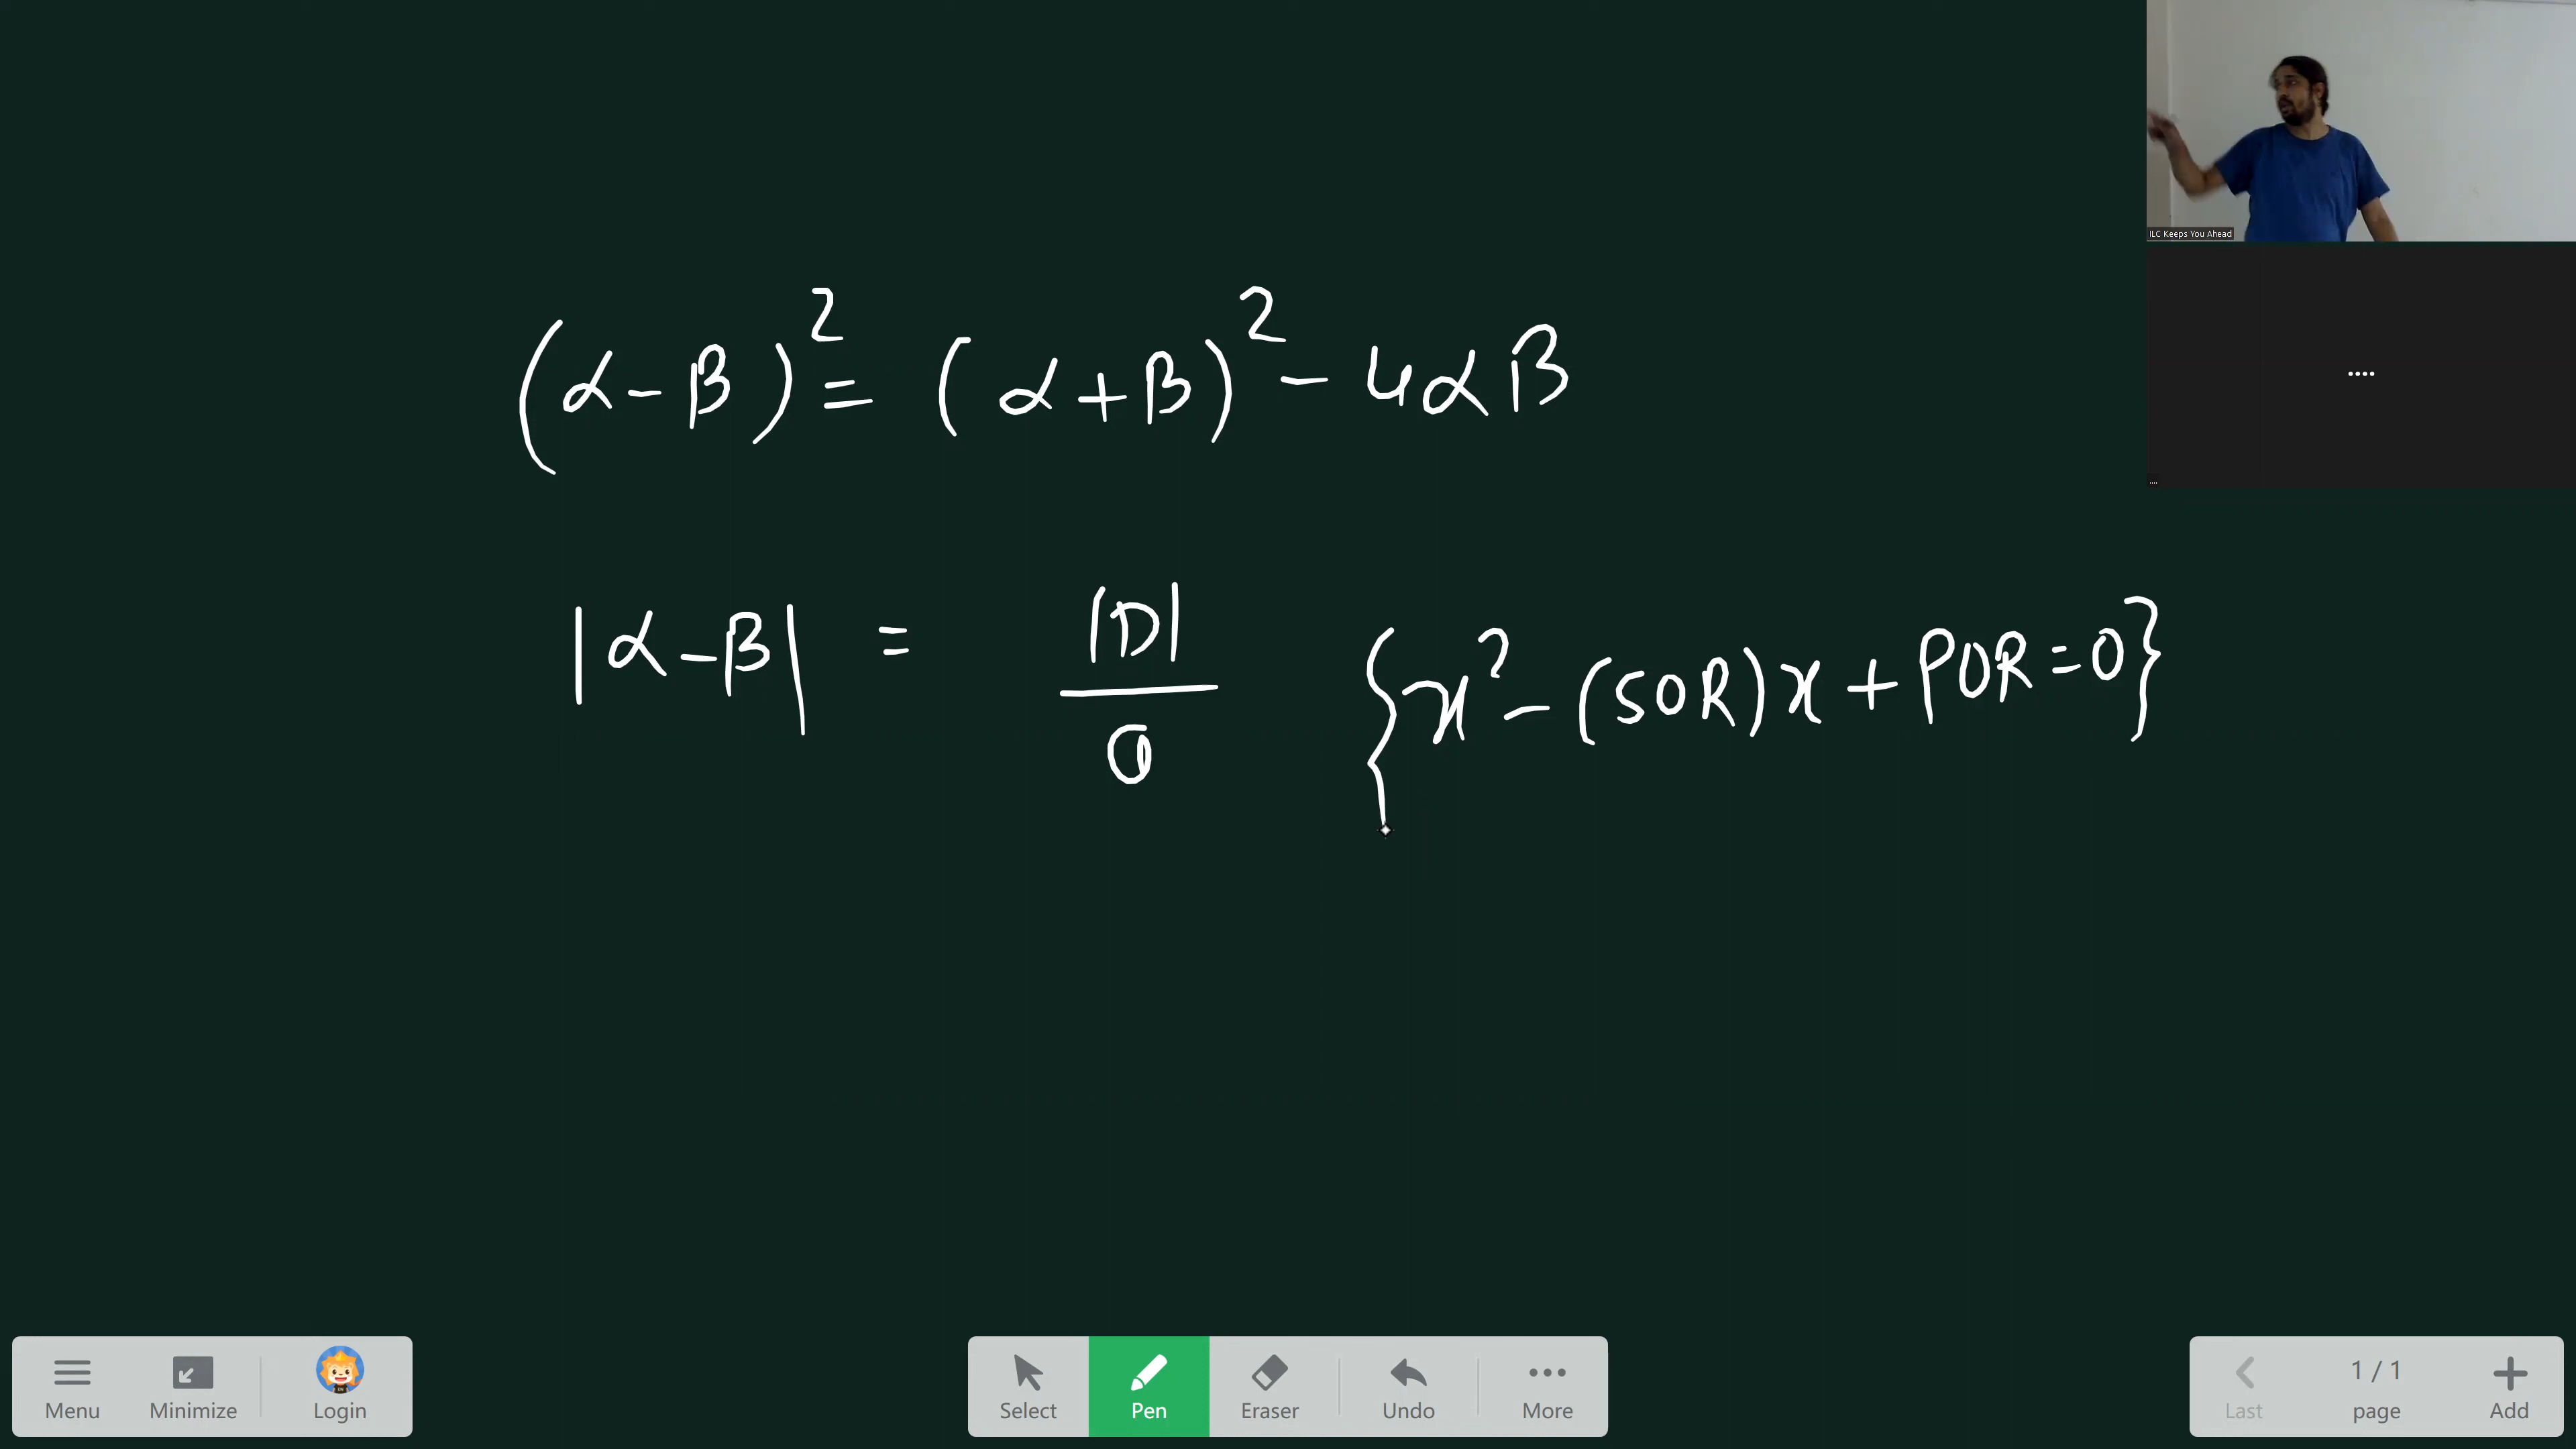 ILC Keeps You Ahead
(α-β)² = (α+β)² - 4αβ
|α-β| = |D|/a {x² - (SOR)x + POR = 0}
Menu Minimize Login Select Pen Eraser Undo More Last 1 / 1 page Add